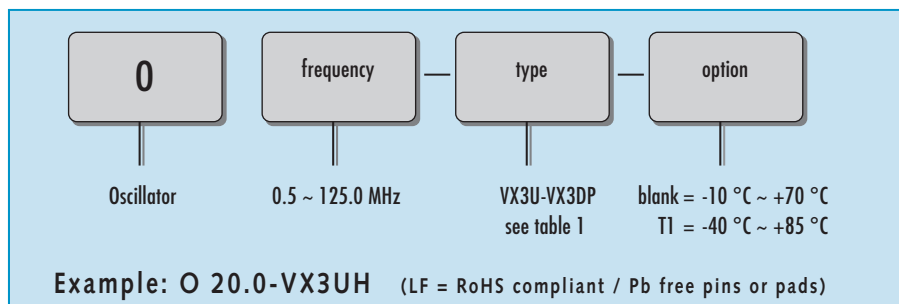 O
frequency – type – option
Oscillator
0.5 ~ 125.0 MHz
VX3U-VX3DP
see table 1
blank = -10 °C ~ +70 °C
T1 = -40 °C ~ +85 °C
Example: O 20.0-VX3UH (LF = RoHS compliant / Pb free pins or pads)